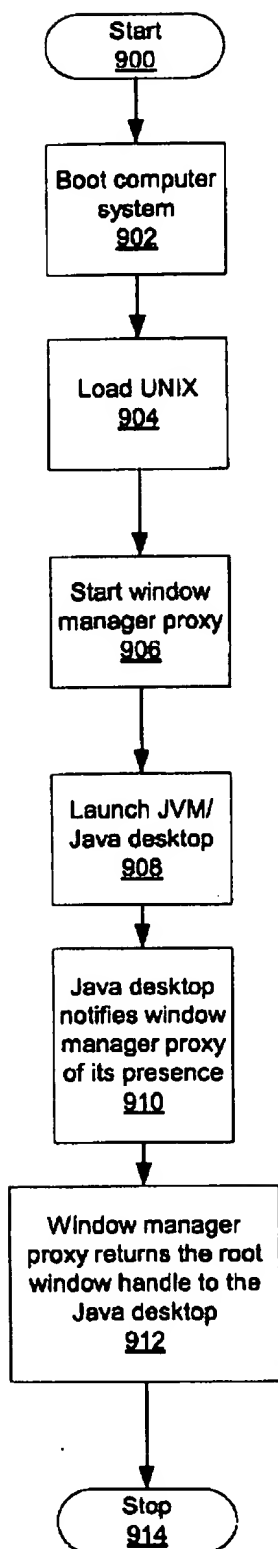 Start
900
Boot computer
system
902
Load UNIX
904
Start window
manager proxy
906
Launch JVM/
Java desktop
908
Java desktop
notifies window
manager proxy
of its presence
910
Window manager
proxy returns the root
window handle to the
Java desktop
912
Stop
914